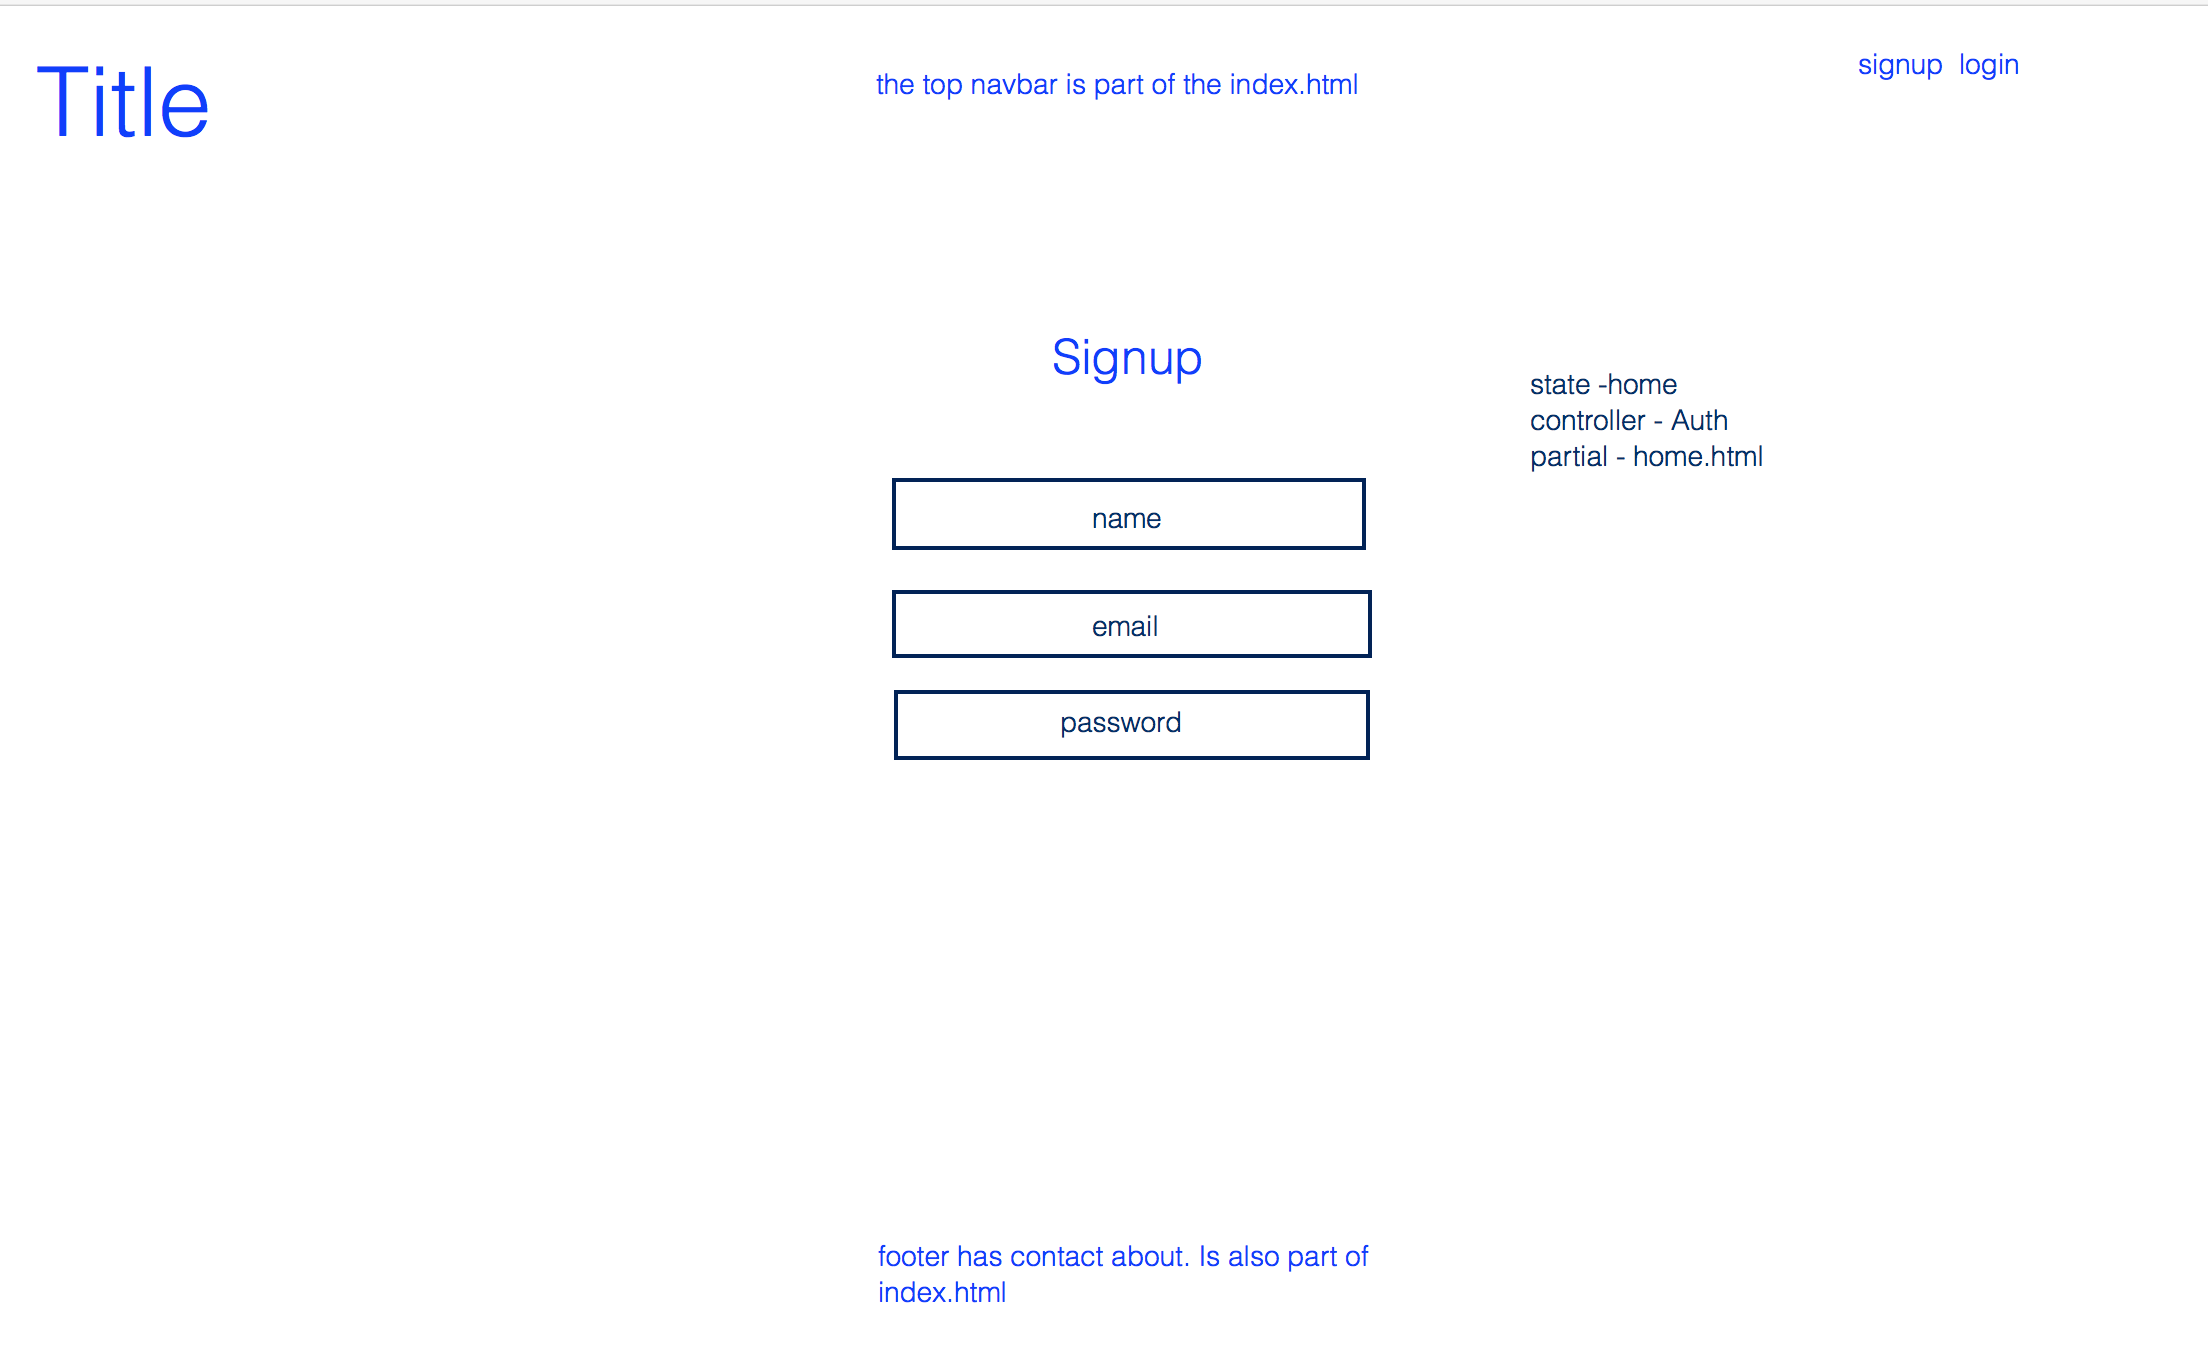 Title
the top navbar is part of the index.html
signup login
Signup
state -home
controller - Auth
partial - home.html
name
email
password
footer has contact about. Is also part of
index.html